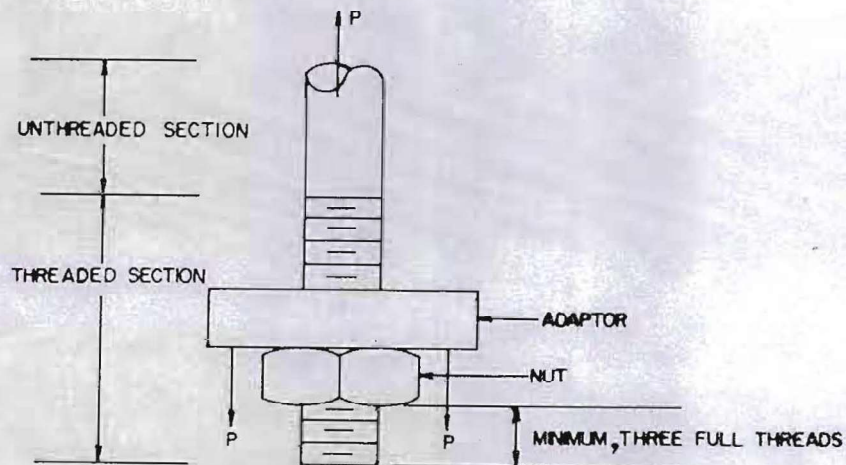 P
UNTHREADED SECTION
THREADED SECTION
ADAPTOR
NUT
P
P
MINIMUM, THREE FULL THREADS